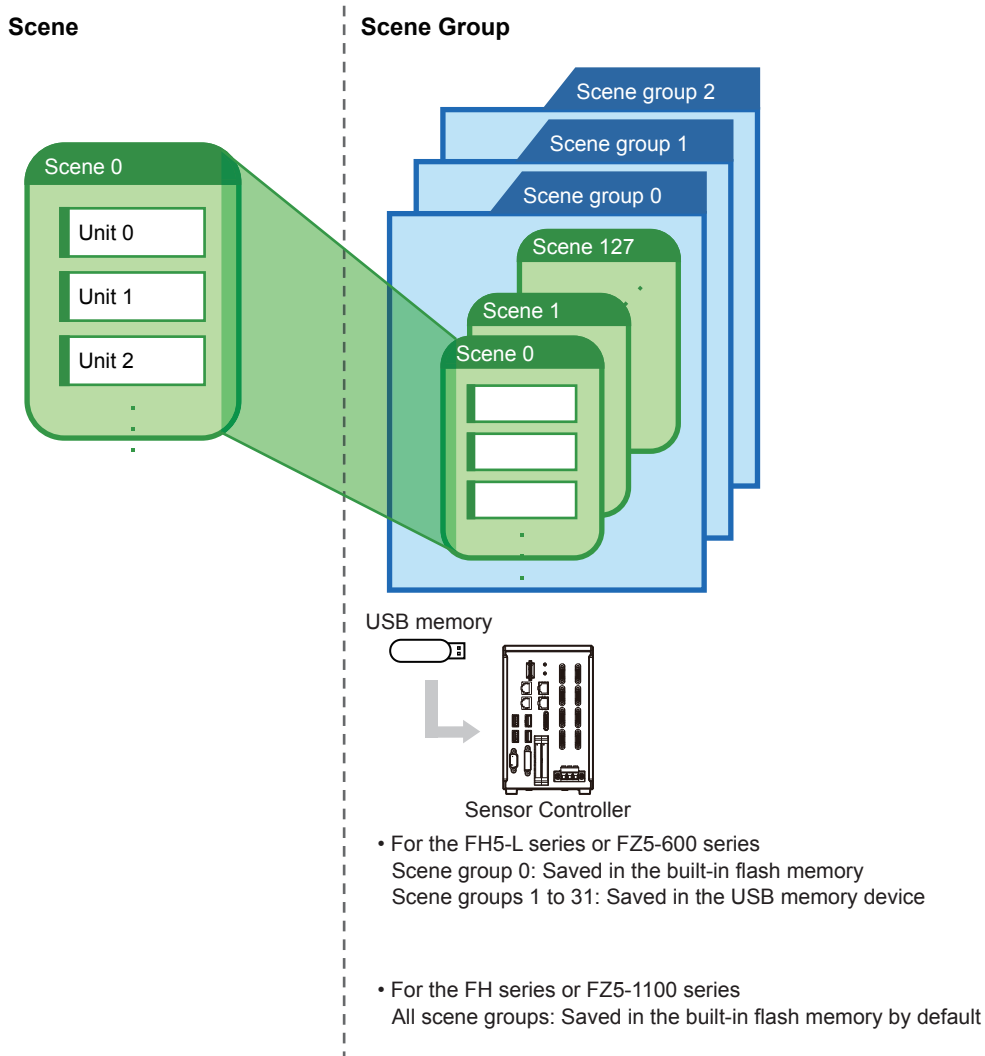 Scene
Scene Group
Scene 0
Unit 0
Unit 1
Unit 2
Scene group 2
Scene group 1
Scene group 0
Scene 127
Scene 1
Scene 0
USB memory
Sensor Controller
• For the FH5-L series or FZ5-600 series
Scene group 0: Saved in the built-in flash memory
Scene groups 1 to 31: Saved in the USB memory device
• For the FH series or FZ5-1100 series
All scene groups: Saved in the built-in flash memory by default